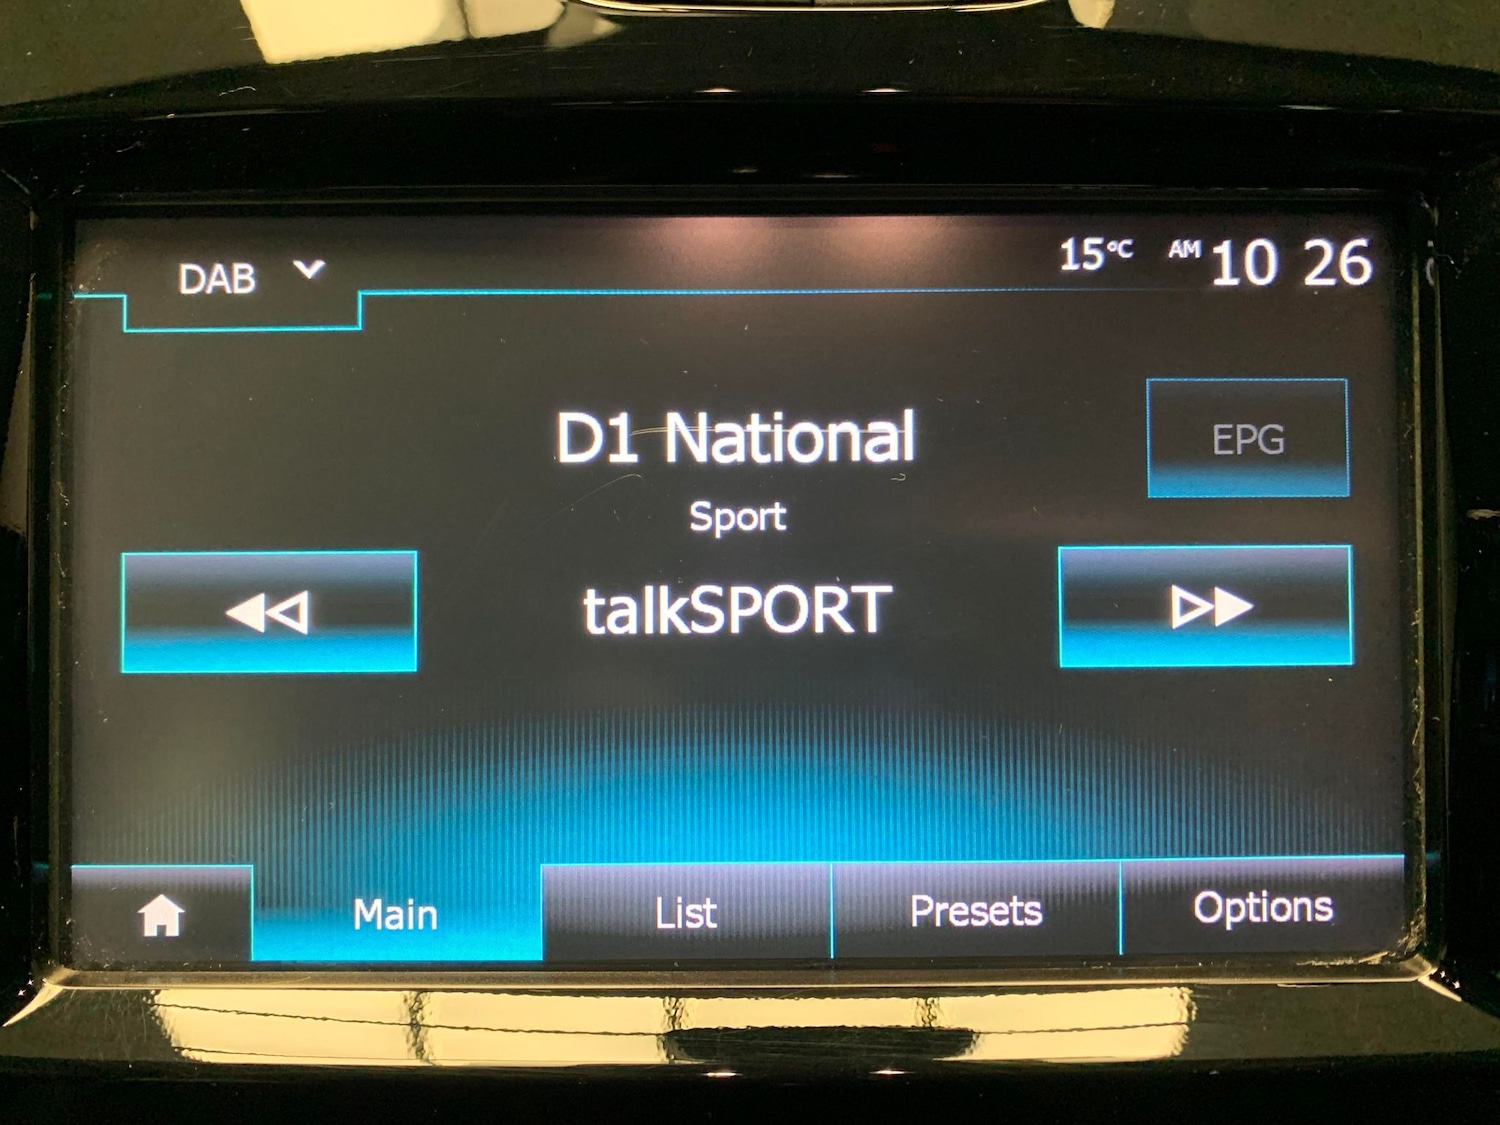 DAB
15°C AM 10 26
D1 National
EPG
Sport
talkSPORT
Main
List
Presets
Options